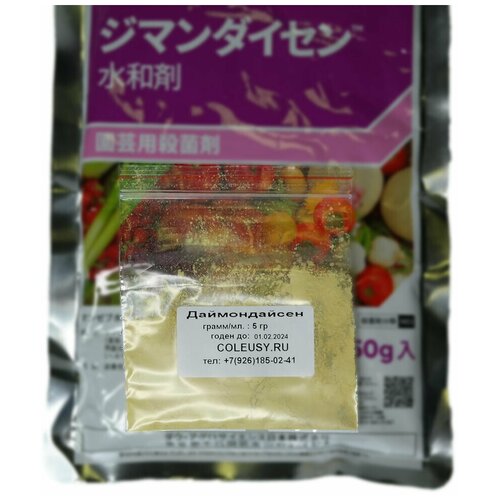 ジマンダイセン
水和剤
園芸用殺菌剤
Даймондайсен
грамм/мл. : 5 гр
годен до: 01.02.2024
COLEUSY.RU
тел: +7(926)185-02-41
50g入